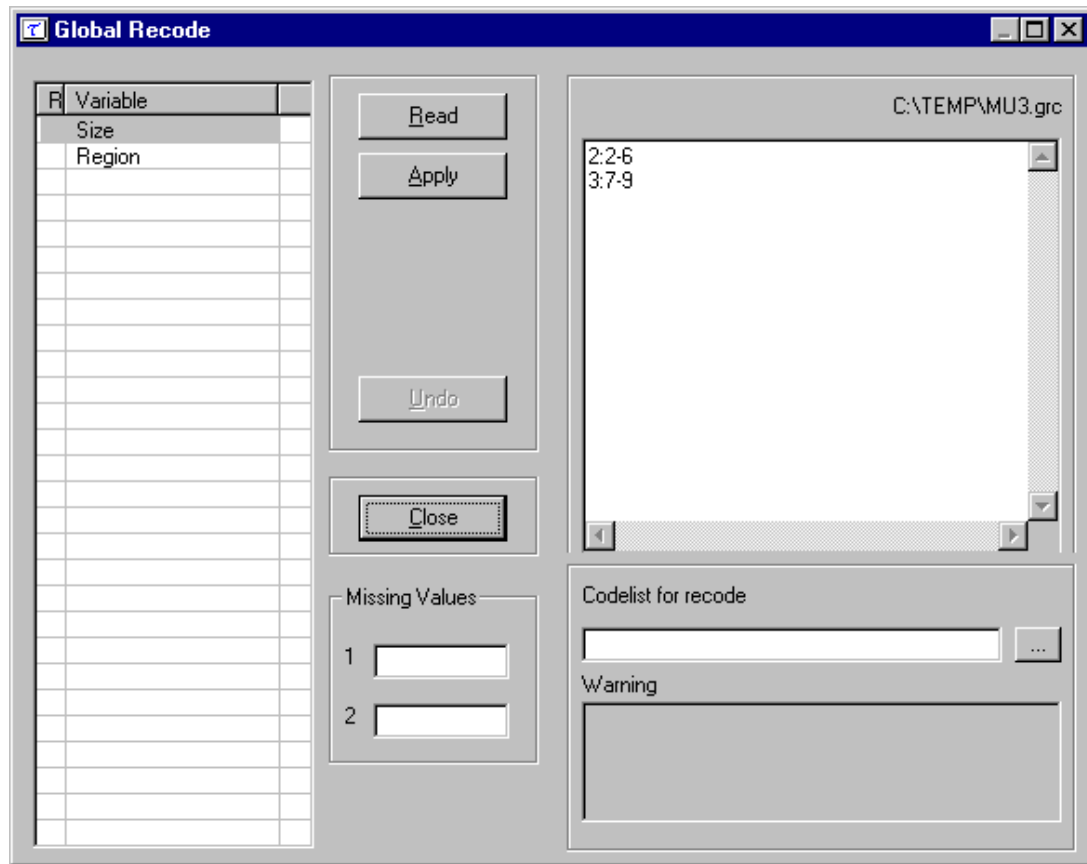 Global Recode
R Variable
Size
Region
Read
Apply
Undo
Close
Missing Values
1
2
C:\TEMP\MU3.grc
2:2-6
3:7-9
Codelist for recode
...
Warning